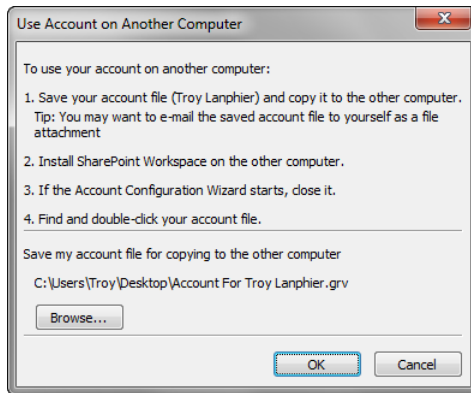 Use Account on Another Computer
To use your account on another computer:
1. Save your account file (Troy Lanphier) and copy it to the other computer.
Tip: You may want to e-mail the saved account file to yourself as a file
attachment
2. Install SharePoint Workspace on the other computer.
3. If the Account Configuration Wizard starts, close it.
4. Find and double-click your account file.
Save my account file for copying to the other computer
C:\Users\Troy\Desktop\Account For Troy Lanphier.grv
Browse...
OK Cancel